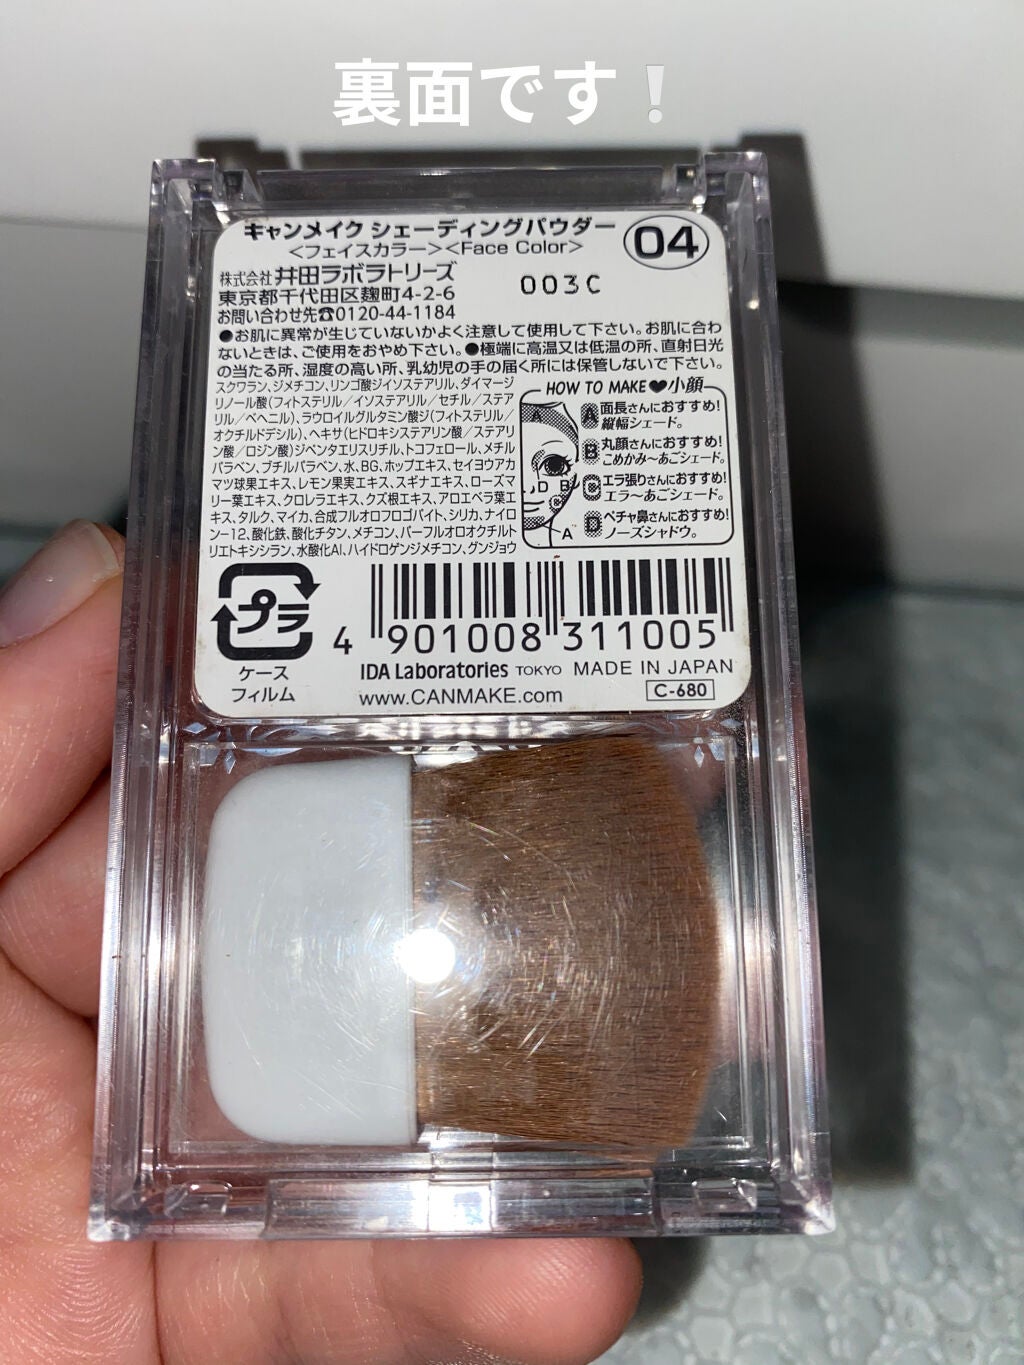 裏面です❕
キャンメイク シェーディングパウダー
<フェイスカラー><Face Color>
04
株式会社 井田ラボラトリーズ
東京都千代田区麹町4-2-6
お問い合わせ先☎0120-44-1184
003C
●お肌に異常が生じていないかよく注意して使用して下さい。お肌に合わ
ないときは、ご使用をおやめ下さい。●極端に高温又は低温の所、直射日光
の当たる所、湿度の高い所、乳幼児の手の届く所には保管しないで下さい。
スクワラン、ジメチコン、リンゴ酸ジイソステアリル、ダイマージ
リノール酸(フィトステリル/イソステアリル/セチル/ステア
リル/ベヘニル)、ラウロイルグルタミン酸ジ(フィトステリル/
オクチルドデシル)、ヘキサ(ヒドロキシステアリン酸/ステアリ
ン酸/ロジン酸)ジペンタエリスリチル、トコフェロール、メチル
パラベン、ブチルパラベン、水、BG、ホップエキス、セイヨウアカ
マツ球果エキス、レモン果実エキス、スギナエキス、ローズマ
リー葉エキス、クロレラエキス、クズ根エキス、アロエベラ葉エ
キス、タルク、マイカ、合成フルオロフロゴパイト、シリカ、ナイロ
ン-12、酸化鉄、酸化チタン、メチコン、パーフルオロオクチルト
リエトキシシラン、水酸化Al、ハイドロゲンジメチコン、グンジョウ
HOW TO MAKE♥小顔
A 面長さんにおすすめ!
縦幅シェード。
B 丸顔さんにおすすめ!
こめかみ〜あごシェード。
C エラ張りさんにおすすめ!
エラ〜あごシェード。
D ペチャ鼻さんにおすすめ!
ノーズシャドウ。
A
D B
C
A
プラ
ケース
フィルム
4 901008 311005
IDA Laboratories TOKYO MADE IN JAPAN
www.CANMAKE.com
C-680